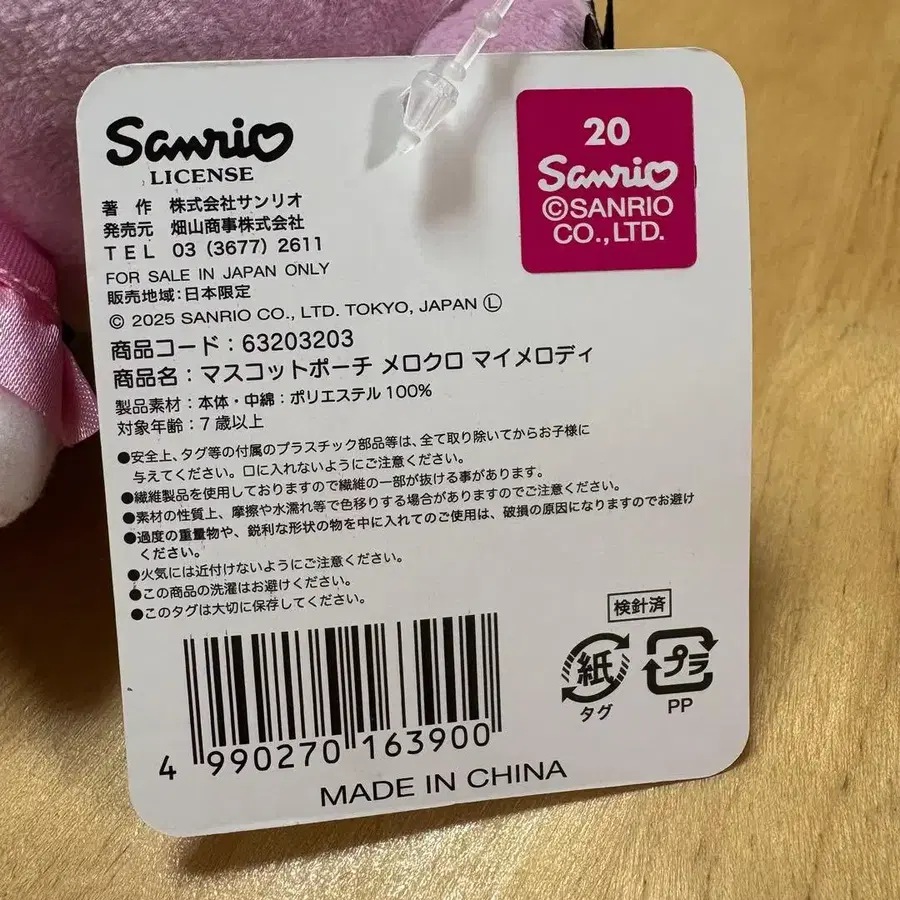 Sanrio
LICENSE
著 作 株式会社サンリオ
発売元 畑山商事株式会社
TEL 03 (3677) 2611
FOR SALE IN JAPAN ONLY
販売地域:日本限定
© 2025 SANRIO CO., LTD. TOKYO, JAPAN Ⓛ
商品コード:63203203
商品名:マスコットポーチ メロクロ マイメロディ
製品素材:本体・中綿:ポリエステル100%
対象年齢:7歳以上
●安全上、タグ等の付属のプラスチック部品等は、全て取り除いてからお子様に
与えてください。口に入れないようにご注意ください。
●繊維製品を使用しておりますので繊維の一部が抜ける事があります。
●素材の性質上、摩擦や水濡れ等で色移りする場合がありますのでご注意ください。
●過度の重量物や、鋭利な形状の物を中に入れてのご使用は、破損の原因になりますのでお避け
ください。
●火気には近付けないようにご注意ください。
●この商品の洗濯はお避けください。
●このタグは大切に保存してください。
20
Sanrio
©SANRIO
CO.,LTD.
検針済
紙
タグ
プラ
PP
4 990270 163900
MADE IN CHINA